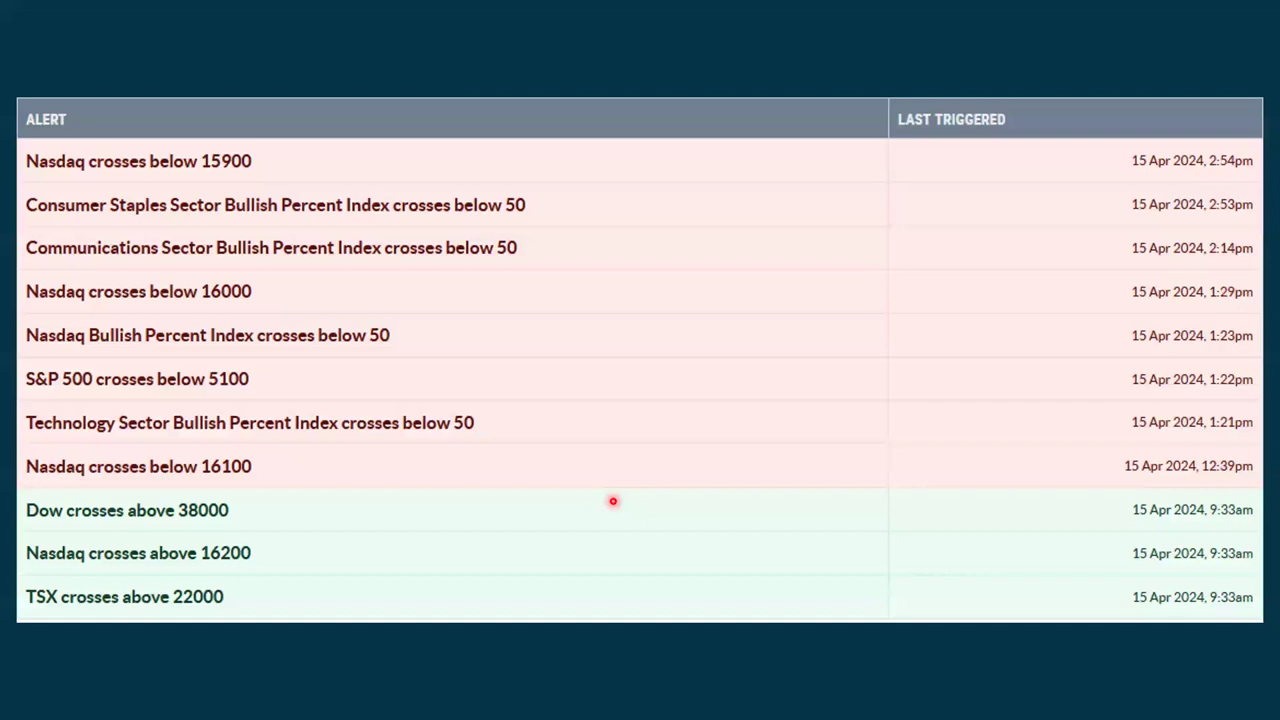 ALERT LAST TRIGGERED
Nasdaq crosses below 15900 15 Apr 2024, 2:54pm
Consumer Staples Sector Bullish Percent Index crosses below 50 15 Apr 2024, 2:53pm
Communications Sector Bullish Percent Index crosses below 50 15 Apr 2024, 2:14pm
Nasdaq crosses below 16000 15 Apr 2024, 1:29pm
Nasdaq Bullish Percent Index crosses below 50 15 Apr 2024, 1:23pm
S&P 500 crosses below 5100 15 Apr 2024, 1:22pm
Technology Sector Bullish Percent Index crosses below 50 15 Apr 2024, 1:21pm
Nasdaq crosses below 16100 15 Apr 2024, 12:39pm
Dow crosses above 38000 15 Apr 2024, 9:33am
Nasdaq crosses above 16200 15 Apr 2024, 9:33am
TSX crosses above 22000 15 Apr 2024, 9:33am